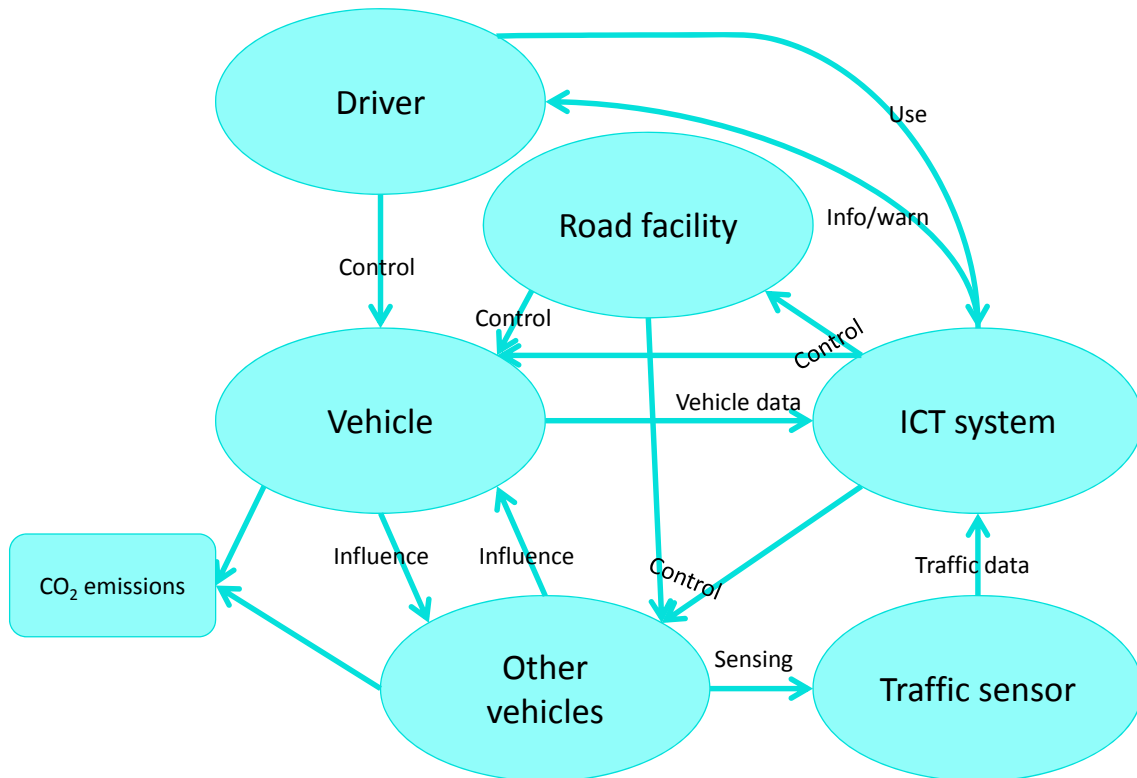 Driver
Use
Road facility
Info/warn
Control
Control
Control
Vehicle
Vehicle data
ICT system
Influence
Influence
Control
Traffic data
CO₂ emissions
Other
vehicles
Sensing
Traffic sensor